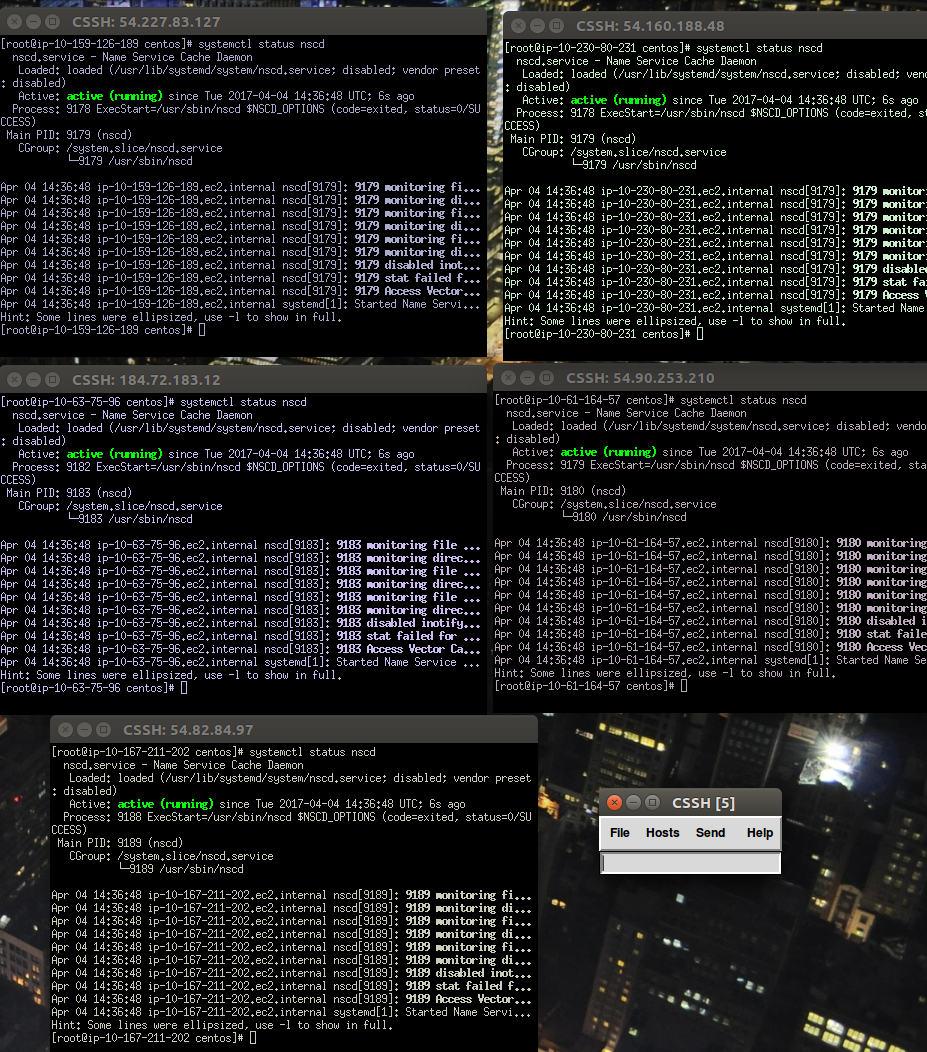 CSSH: 54.227.83.127
[root@ip-10-159-126-189 centos]# systemctl status nscd
nscd.service - Name Service Cache Daemon
Loaded: loaded (/usr/lib/systemd/system/nscd.service; disabled; vendor preset
: disabled)
Active: active (running) since Tue 2017-04-04 14:36:48 UTC; 6s ago
Process: 9178 ExecStart=/usr/sbin/nscd $NSCD_OPTIONS (code=exited, status=0/SU
CCESS)
Main PID: 9179 (nscd)
CGroup: /system.slice/nscd.service
└─9179 /usr/sbin/nscd
Apr 04 14:36:48 ip-10-159-126-189.ec2.internal nscd[9179]: 9179 monitoring fi...
Apr 04 14:36:48 ip-10-159-126-189.ec2.internal nscd[9179]: 9179 monitoring di...
Apr 04 14:36:48 ip-10-159-126-189.ec2.internal nscd[9179]: 9179 monitoring fi...
Apr 04 14:36:48 ip-10-159-126-189.ec2.internal nscd[9179]: 9179 monitoring di...
Apr 04 14:36:48 ip-10-159-126-189.ec2.internal nscd[9179]: 9179 monitoring fi...
Apr 04 14:36:48 ip-10-159-126-189.ec2.internal nscd[9179]: 9179 monitoring di...
Apr 04 14:36:48 ip-10-159-126-189.ec2.internal nscd[9179]: 9179 disabled inot...
Apr 04 14:36:48 ip-10-159-126-189.ec2.internal nscd[9179]: 9179 stat failed f...
Apr 04 14:36:48 ip-10-159-126-189.ec2.internal nscd[9179]: 9179 Access Vector...
Apr 04 14:36:48 ip-10-159-126-189.ec2.internal systemd[1]: Started Name Servi...
Hint: Some lines were ellipsized, use -l to show in full.
[root@ip-10-159-126-189 centos]#
CSSH: 54.160.188.48
[root@ip-10-230-80-231 centos]# systemctl status nscd
nscd.service - Name Service Cache Daemon
Loaded: loaded (/usr/lib/systemd/system/nscd.service; disabled; vend
: disabled)
Active: active (running) since Tue 2017-04-04 14:36:48 UTC; 6s ago
Process: 9178 ExecStart=/usr/sbin/nscd $NSCD_OPTIONS (code=exited, st
CCESS)
Main PID: 9179 (nscd)
CGroup: /system.slice/nscd.service
└─9179 /usr/sbin/nscd
Apr 04 14:36:48 ip-10-230-80-231.ec2.internal nscd[9179]: 9179 monitor
Apr 04 14:36:48 ip-10-230-80-231.ec2.internal nscd[9179]: 9179 monitor
Apr 04 14:36:48 ip-10-230-80-231.ec2.internal nscd[9179]: 9179 monitor
Apr 04 14:36:48 ip-10-230-80-231.ec2.internal nscd[9179]: 9179 monitor
Apr 04 14:36:48 ip-10-230-80-231.ec2.internal nscd[9179]: 9179 monitor
Apr 04 14:36:48 ip-10-230-80-231.ec2.internal nscd[9179]: 9179 monitor
Apr 04 14:36:48 ip-10-230-80-231.ec2.internal nscd[9179]: 9179 disable
Apr 04 14:36:48 ip-10-230-80-231.ec2.internal nscd[9179]: 9179 stat fa
Apr 04 14:36:48 ip-10-230-80-231.ec2.internal nscd[9179]: 9179 Access V
Apr 04 14:36:48 ip-10-230-80-231.ec2.internal systemd[1]: Started Name
Hint: Some lines were ellipsized, use -l to show in full.
[root@ip-10-230-80-231 centos]#
CSSH: 184.72.183.12
[root@ip-10-63-75-96 centos]# systemctl status nscd
nscd.service - Name Service Cache Daemon
Loaded: loaded (/usr/lib/systemd/system/nscd.service; disabled; vendor preset
: disabled)
Active: active (running) since Tue 2017-04-04 14:36:48 UTC; 6s ago
Process: 9182 ExecStart=/usr/sbin/nscd $NSCD_OPTIONS (code=exited, status=0/SU
CCESS)
Main PID: 9183 (nscd)
CGroup: /system.slice/nscd.service
└─9183 /usr/sbin/nscd
Apr 04 14:36:48 ip-10-63-75-96.ec2.internal nscd[9183]: 9183 monitoring file ...
Apr 04 14:36:48 ip-10-63-75-96.ec2.internal nscd[9183]: 9183 monitoring direc...
Apr 04 14:36:48 ip-10-63-75-96.ec2.internal nscd[9183]: 9183 monitoring file ...
Apr 04 14:36:48 ip-10-63-75-96.ec2.internal nscd[9183]: 9183 monitoring direc...
Apr 04 14:36:48 ip-10-63-75-96.ec2.internal nscd[9183]: 9183 monitoring file ...
Apr 04 14:36:48 ip-10-63-75-96.ec2.internal nscd[9183]: 9183 monitoring direc...
Apr 04 14:36:48 ip-10-63-75-96.ec2.internal nscd[9183]: 9183 disabled inotify...
Apr 04 14:36:48 ip-10-63-75-96.ec2.internal nscd[9183]: 9183 stat failed for ...
Apr 04 14:36:48 ip-10-63-75-96.ec2.internal nscd[9183]: 9183 Access Vector Ca...
Apr 04 14:36:48 ip-10-63-75-96.ec2.internal systemd[1]: Started Name Service ...
Hint: Some lines were ellipsized, use -l to show in full.
[root@ip-10-63-75-96 centos]#
CSSH: 54.90.253.210
[root@ip-10-61-164-57 centos]# systemctl status nscd
nscd.service - Name Service Cache Daemon
Loaded: loaded (/usr/lib/systemd/system/nscd.service; disabled; vendo
: disabled)
Active: active (running) since Tue 2017-04-04 14:36:48 UTC; 6s ago
Process: 9179 ExecStart=/usr/sbin/nscd $NSCD_OPTIONS (code=exited, sta
CCESS)
Main PID: 9180 (nscd)
CGroup: /system.slice/nscd.service
└─9180 /usr/sbin/nscd
Apr 04 14:36:48 ip-10-61-164-57.ec2.internal nscd[9180]: 9180 monitoring
Apr 04 14:36:48 ip-10-61-164-57.ec2.internal nscd[9180]: 9180 monitoring
Apr 04 14:36:48 ip-10-61-164-57.ec2.internal nscd[9180]: 9180 monitoring
Apr 04 14:36:48 ip-10-61-164-57.ec2.internal nscd[9180]: 9180 monitoring
Apr 04 14:36:48 ip-10-61-164-57.ec2.internal nscd[9180]: 9180 monitoring
Apr 04 14:36:48 ip-10-61-164-57.ec2.internal nscd[9180]: 9180 monitoring
Apr 04 14:36:48 ip-10-61-164-57.ec2.internal nscd[9180]: 9180 disabled i
Apr 04 14:36:48 ip-10-61-164-57.ec2.internal nscd[9180]: 9180 stat faile
Apr 04 14:36:48 ip-10-61-164-57.ec2.internal nscd[9180]: 9180 Access Vec
Apr 04 14:36:48 ip-10-61-164-57.ec2.internal systemd[1]: Started Name Se
Hint: Some lines were ellipsized, use -l to show in full.
[root@ip-10-61-164-57 centos]#
CSSH: 54.82.84.97
[root@ip-10-167-211-202 centos]# systemctl status nscd
nscd.service - Name Service Cache Daemon
Loaded: loaded (/usr/lib/systemd/system/nscd.service; disabled; vendor preset
: disabled)
Active: active (running) since Tue 2017-04-04 14:36:48 UTC; 6s ago
Process: 9188 ExecStart=/usr/sbin/nscd $NSCD_OPTIONS (code=exited, status=0/SU
CCESS)
Main PID: 9189 (nscd)
CGroup: /system.slice/nscd.service
└─9189 /usr/sbin/nscd
Apr 04 14:36:48 ip-10-167-211-202.ec2.internal nscd[9189]: 9189 monitoring fi...
Apr 04 14:36:48 ip-10-167-211-202.ec2.internal nscd[9189]: 9189 monitoring di...
Apr 04 14:36:48 ip-10-167-211-202.ec2.internal nscd[9189]: 9189 monitoring fi...
Apr 04 14:36:48 ip-10-167-211-202.ec2.internal nscd[9189]: 9189 monitoring di...
Apr 04 14:36:48 ip-10-167-211-202.ec2.internal nscd[9189]: 9189 monitoring fi...
Apr 04 14:36:48 ip-10-167-211-202.ec2.internal nscd[9189]: 9189 monitoring di...
Apr 04 14:36:48 ip-10-167-211-202.ec2.internal nscd[9189]: 9189 disabled inot...
Apr 04 14:36:48 ip-10-167-211-202.ec2.internal nscd[9189]: 9189 stat failed f...
Apr 04 14:36:48 ip-10-167-211-202.ec2.internal nscd[9189]: 9189 Access Vector...
Apr 04 14:36:48 ip-10-167-211-202.ec2.internal systemd[1]: Started Name Servi...
Hint: Some lines were ellipsized, use -l to show in full.
[root@ip-10-167-211-202 centos]#
CSSH [5]
File Hosts Send Help